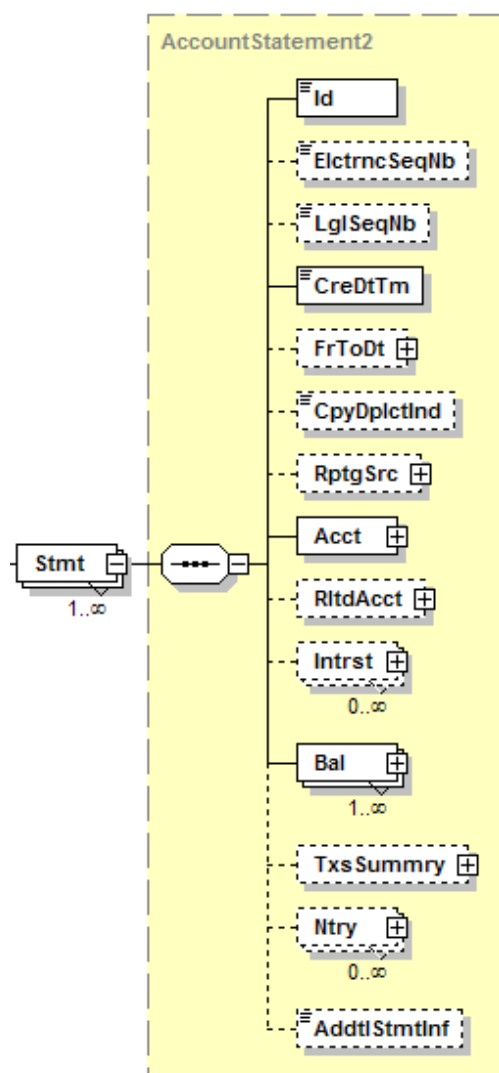 AccountStatement2
Id
ElctrncSeqNb
LglSeqNb
CreDtTm
FrToDt
CpyDplctInd
RptgSrc
Acct
Stmt
1..∞
RltdAcct
Intrst
0..∞
Bal
1..∞
TxsSummry
Ntry
0..∞
AddtlStmtInf